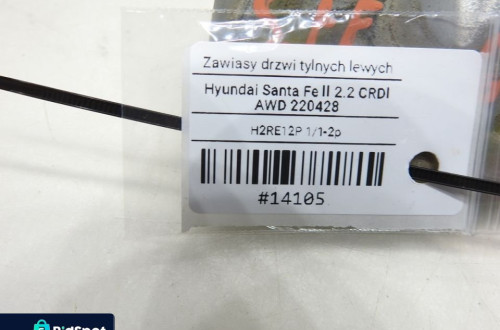 Zawiasy drzwi tylnych lewych
Hyundai Santa Fe II 2.2 CRDI
AWD 220428
H2RE12P 1/1-2p
#14105